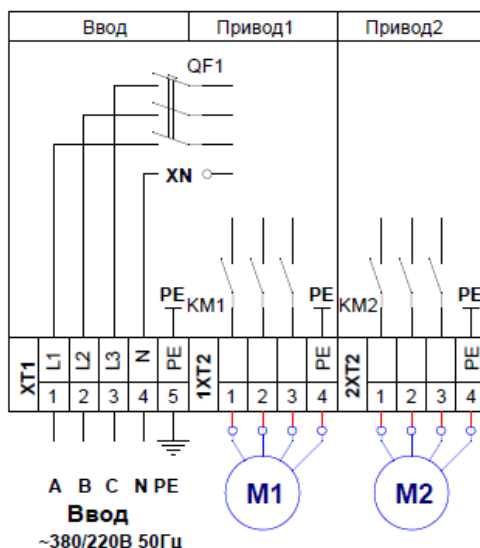 Ввод Привод1 Привод2
QF1
XN
PE KM1 PE KM2 PE
XT1 L1 L2 L3 N PE 1XT2 PE 2XT2 PE
1 2 3 4 5 1 2 3 4 1 2 3 4
A B C N PE
M1 M2
Ввод
~380/220В 50Гц